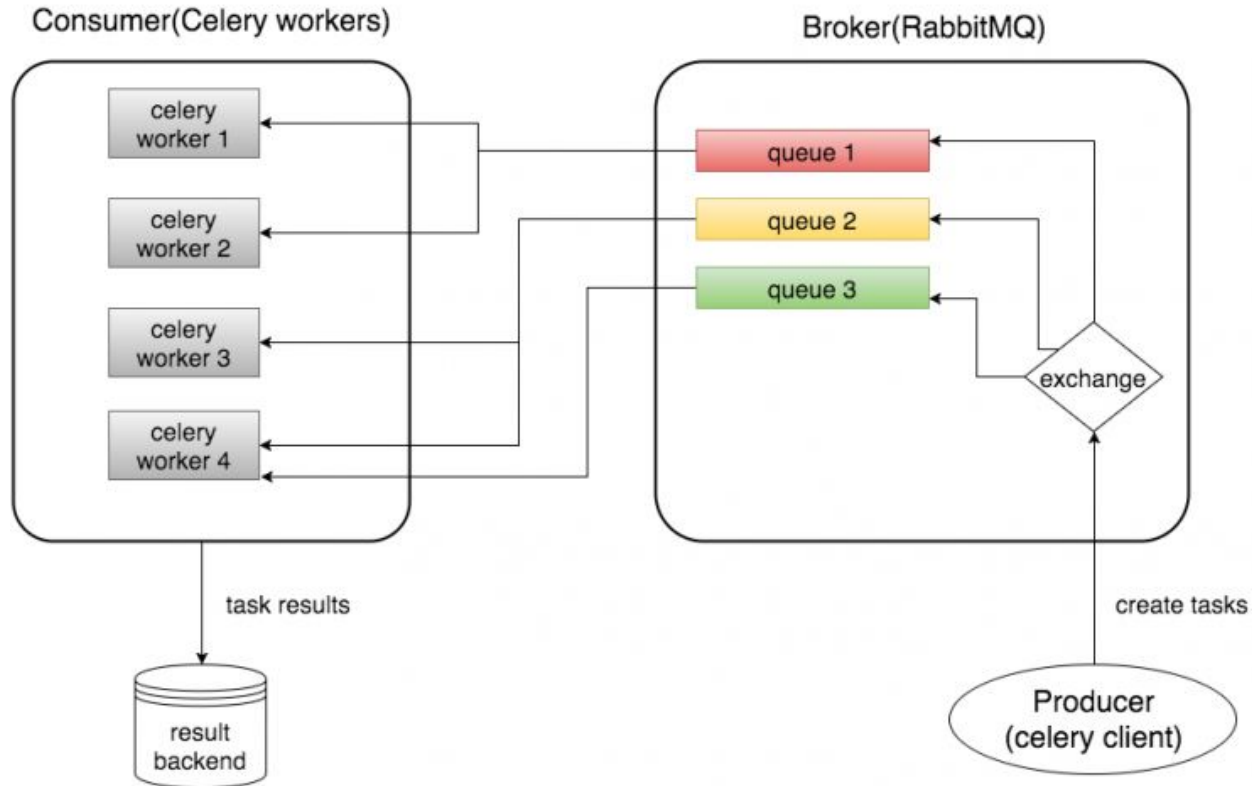 Consumer(Celery workers)
Broker(RabbitMQ)
celery
worker 1
celery
worker 2
celery
worker 3
celery
worker 4
queue 1
queue 2
queue 3
exchange
task results
create tasks
result
backend
Producer
(celery client)